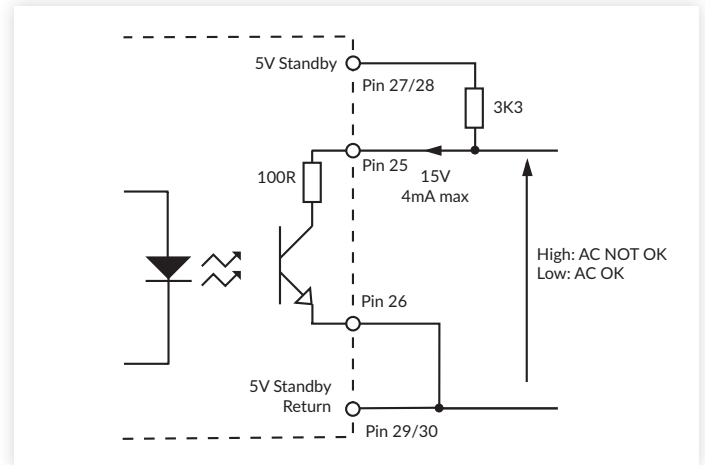 5V Standby
Pin 27/28
3K3
Pin 25
100R
15V
4mA max
High: AC NOT OK
Low: AC OK
Pin 26
5V Standby
Return
Pin 29/30